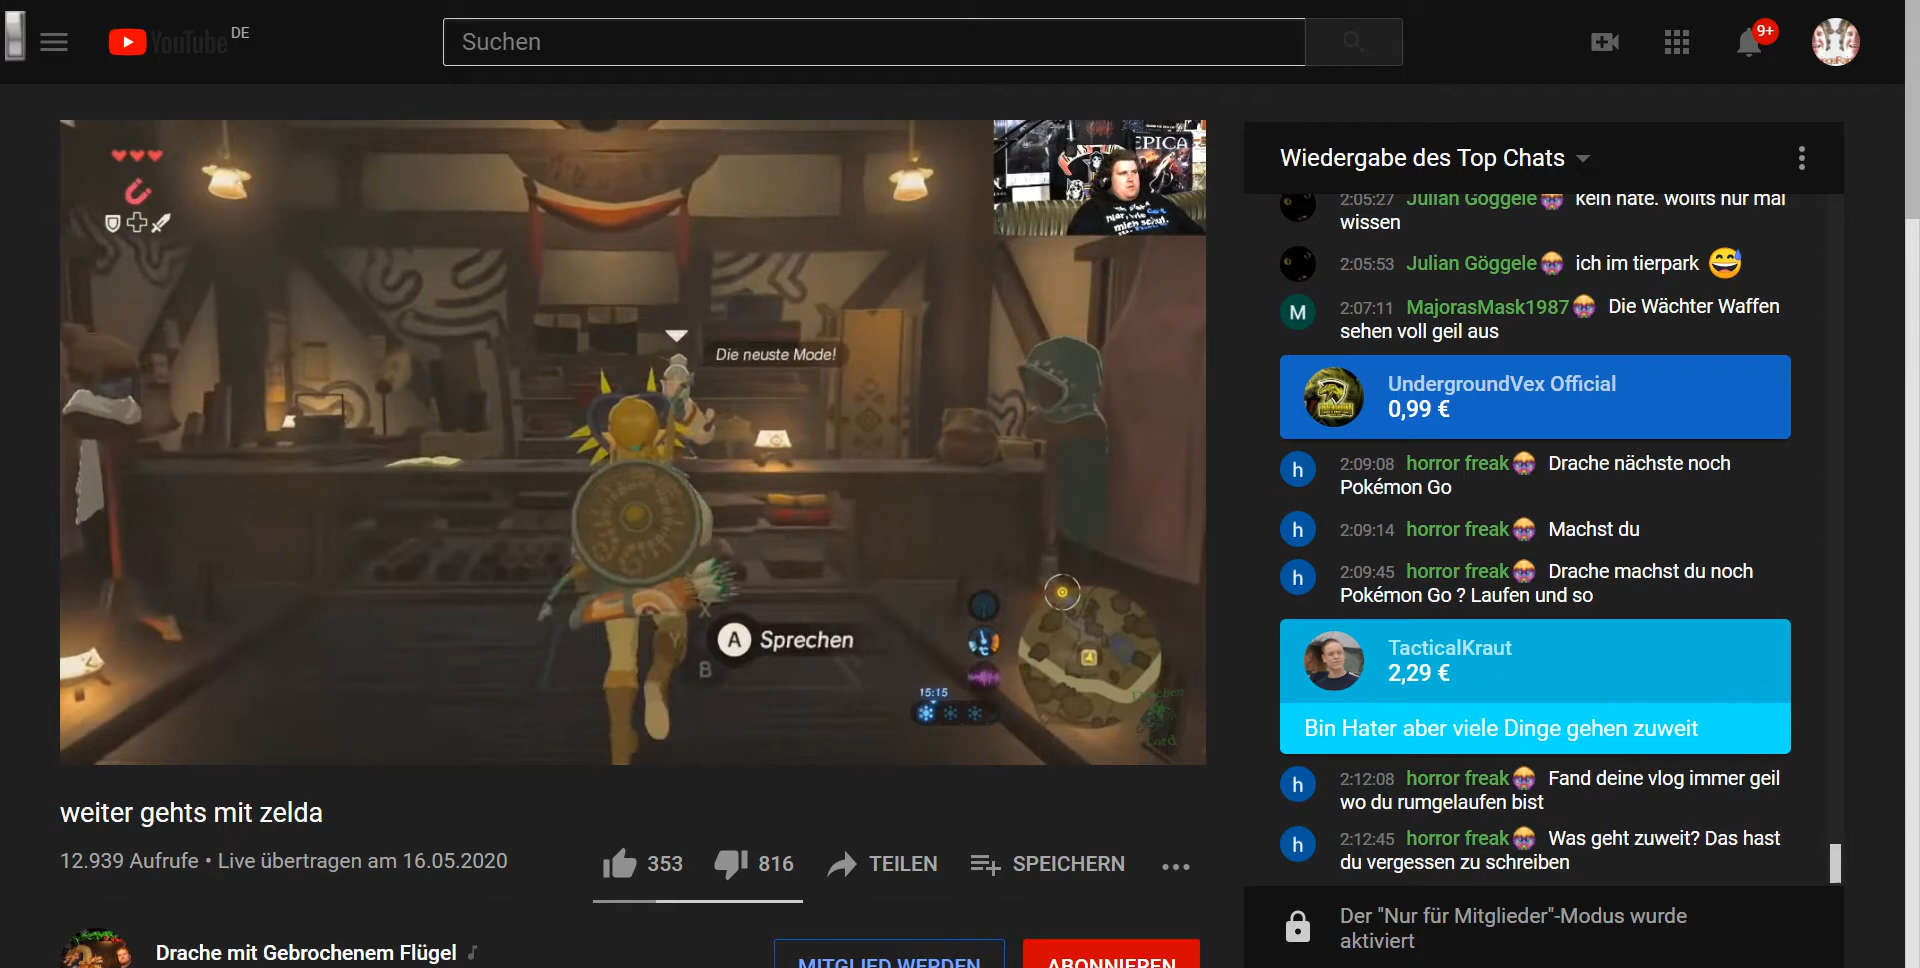 YouTube DE
Suchen
9+
EPICA
Die neuste Mode!
X
Y
A Sprechen
B
15:15
Drachen
Lord
weiter gehts mit zelda
12.939 Aufrufe • Live übertragen am 16.05.2020
353
816
TEILEN
SPEICHERN
Drache mit Gebrochenem Flügel
MITGLIED WERDEN
ABONNIEREN
Wiedergabe des Top Chats
2:05:27 Julian Göggele kein hate. wollts nur mal
wissen
2:05:53 Julian Göggele ich im tierpark 😅
M
2:07:11 MajorasMask1987 Die Wächter Waffen
sehen voll geil aus
UndergroundVex Official
0,99 €
h
2:09:08 horror freak Drache nächste noch
Pokémon Go
h
2:09:14 horror freak Machst du
h
2:09:45 horror freak Drache machst du noch
Pokémon Go ? Laufen und so
TacticalKraut
2,29 €
Bin Hater aber viele Dinge gehen zuweit
h
2:12:08 horror freak Fand deine vlog immer geil
wo du rumgelaufen bist
h
2:12:45 horror freak Was geht zuweit? Das hast
du vergessen zu schreiben
Der "Nur für Mitglieder"-Modus wurde
aktiviert